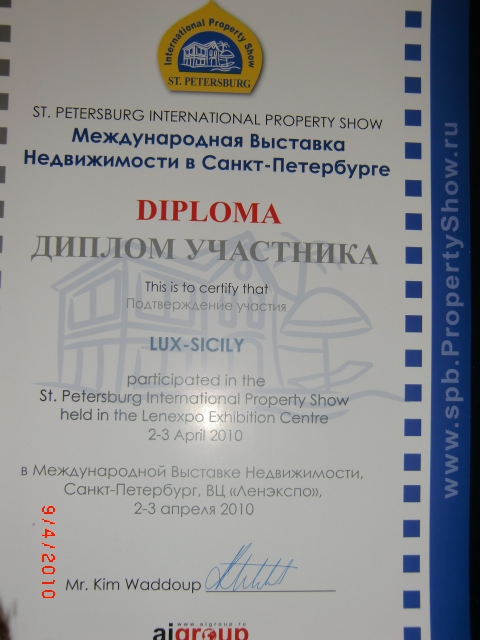 International Property Show
ST. PETERSBURG
ST. PETERSBURG INTERNATIONAL PROPERTY SHOW
Международная Выставка
Недвижимости в Санкт-Петербурге
DIPLOMA
ДИПЛОМ УЧАСТНИКА
This is to certify that
Подтверждение участия
LUX-SICILY
participated in the
St. Petersburg International Property Show
held in the Lenexpo Exhibition Centre
2-3 April 2010
в Международной Выставке Недвижимости,
Санкт-Петербург, ВЦ «Ленэкспо»,
2-3 апреля 2010
Mr. Kim Waddoup
www.aigroup.ru
aigroup
www.spb.PropertyShow.ru
9/4/2010